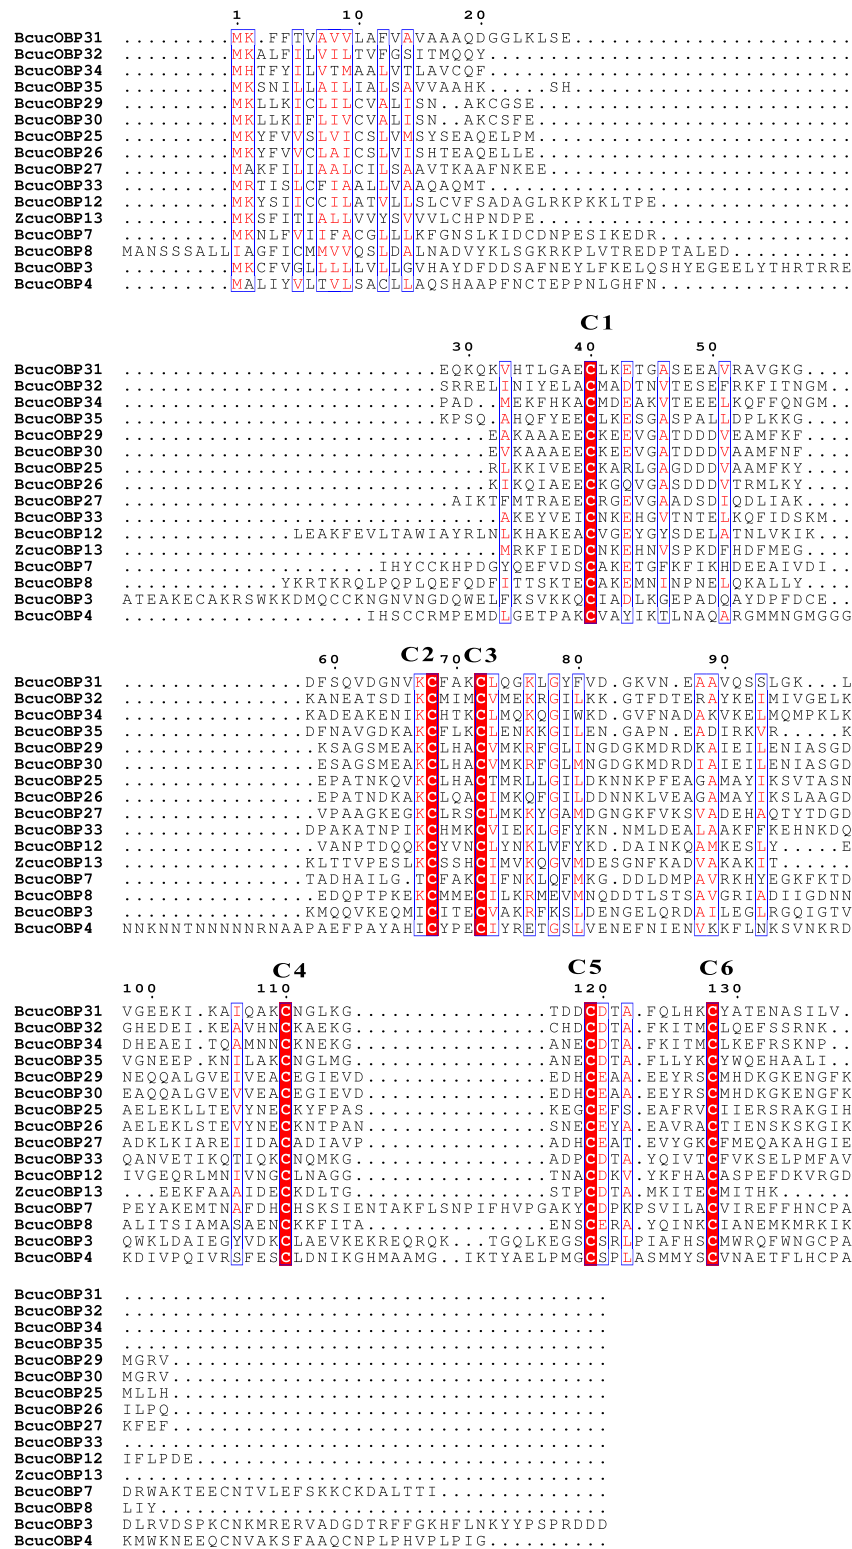 1 10 20
BcucOBP31 .........MK.FFTVAVVLAFVAVAAAQDGGLKLSE.......................
BcucOBP32 .........MKALFILVILTVFGSITMQQY..............................
BcucOBP34 .........MHTFYILVTMAALVTLAVCQF..............................
BcucOBP35 .........MKSNILLAILIALSAVVAAHK.....SH.......................
BcucOBP29 .........MKLLKICLILCVALISN..AKCGSE..........................
BcucOBP30 .........MKLLKIFLIVCVALISN..AKCSFE..........................
BcucOBP25 .........MKYFVVSLVICSLVMSYSEAQELPM..........................
BcucOBP26 .........MKYFVVCLAICSLVISHTEAQELLE..........................
BcucOBP27 .........MAKFILIAALCILSAAVTKAAFNKEE.........................
BcucOBP33 .........MRTISLCFIAALLVAAQAQMT..............................
BcucOBP12 .........MKYSIICCILATVLLSLCVFSADAGLRKPKKLTPE................
ZcucOBP13 .........MKSFITIALLVVYSVVVLCHPNDPE..........................
BcucOBP7 .........MKNLFVIIFACGLLLKFGNSLKIDCDNPESIKEDR................
BcucOBP8 MANSSSALLIAGFICMMVVQSLDALNADVYKLSGKRKPLVTREDPTALED..........
BcucOBP3 .........MKCFVGLLLLLVLLGVHAYDFDDSAFNEYLFKELQSHYEGEELYTHRTRRE
BcucOBP4 .........MALIYVLTVLSACLLAQSHAAPFNCTEPPNLGHFN................
C1
30 40 50
BcucOBP31 ..........................EQKQKVHTLGAECLKETGASEEAVRAVGKG....
BcucOBP32 ..........................SRRELINIYELACMADTNVTESEFRKFITNGM..
BcucOBP34 ..........................PAD..MEKFHKACMDEAKVTEEELKQFFQNGM..
BcucOBP35 ..........................KPSQ.AHQFYEECLKESGASPALLDPLKKG....
BcucOBP29 ..............................EAKAAAEECKEEVGATDDDVEAMFKF....
BcucOBP30 ..............................EVKAAAEECKEEVGATDDDVAAMFNF....
BcucOBP25 ..............................RLKKIVEECKARLGAGDDDVAAMFKY....
BcucOBP26 ..............................KIKQIAEECKGQVGASDDDVTRMLKY....
BcucOBP27 ...........................AIKTFMTRAEECRGEVGAADSDIQDLIAK....
BcucOBP33 ...............................AKEYVEICNKEHGVTNTELKQFIDSKM..
BcucOBP12 ..............LEAKFEVLTAWIAYRLNLKHAKEACVGEYGYSDELATNLVKIK...
ZcucOBP13 ...............................MRKFIEDCNKEHNVSPKDFHDFMEG....
BcucOBP7 .....................IHYCCKHPDGYQEFVDSCAKETGFKFIKHDEEAIVDI..
BcucOBP8 .............YKRTKRQLPQPLQEFQDFITTSKTECAKEMNINPNELQKALLY....
BcucOBP3 ATEAKECAKRSWKKDMQCCKNGNVNGDQWELFKSVKKQCIADLKGEPADQAYDPFDCE..
BcucOBP4 ....................IHSCCRMPEMDLGETPAKCVAYIKTLNAQARGMMNGMGGG
C2 C3
60 70 80 90
BcucOBP31 ...............DFSQVDGNVKCFAKCLQGKLGYFVD.GKVN.EAAVQSSLGK...L
BcucOBP32 ...............KANEATSDIKCMIMCVMEKRGILKK.GTFDTERAYKEIMIVGELK
BcucOBP34 ...............KADEAKENIKCHTKCLMQKQGIWKD.GVFNADAKVKELMQMPKLK
BcucOBP35 ...............DFNAVGDKAKCFLKCLENKKGILENGAPN.EADIRKVR......K
BcucOBP29 ................KSAGSMEAKCLHACVMKRFGLINGDGKMDRDKAIEILENIASGD
BcucOBP30 ................ESAGSMEAKCLHACVMKRFGLMNGDGKMDRDIAIEILENIASGD
BcucOBP25 ................EPATNKQVKCLHACTMRLLGILDKNNKPFEAGAMAYIKSVTASN
BcucOBP26 ................EPATNDKAKCLQACIMKQFGILDDNNKLVEAGAMAYIKSLAAGD
BcucOBP27 ................VPAAGKEGKCLRSCLMKKYGAMDGNGKFVKSVADEHAQTYTDGD
BcucOBP33 ...............DPAKATNPIKCHMKCVIEKLGFYKN.NMLDEALAAKFFKEHNKDQ
BcucOBP12 ...............VANPTDQQKCYVNCLYNKLVFYKD.DAINKQAMKESLY......E
ZcucOBP13 ...............KLTTVPESLKCSSHCIMVKQGVMDESGNFKADVAKAKIT......
BcucOBP7 ...............TADHAILG.TCFAKCIFNKLQFMKG.DDLDMPAVRKHYEGKFKTD
BcucOBP8 ...............EDQPTPKEKCMMECILKRMEVMNQDDTLSTSAVGRIADIIGDNN
BcucOBP3 ...............KMQQVKEQMICITECVAKRFKSLDENGELQRDAILEGLRGQIGTV
BcucOBP4 NNKNNTNNNNNNRNAAPAEFPAYAHICYPECIYRETGSLVENEFNIENVKKFLNKSVNKRD
C4 C5 C6
100 110 120 130
BcucOBP31 VGEEKI.KAIQAKCNGLKG................TDDCDTA.FQLHKCYATENASILV.
BcucOBP32 GHEDEI.KEAVHNCKAEKG................CHDCDTA.FKITMCLQEFSSRNK..
BcucOBP34 DHEAEI.TQAMNNCKNEKG................ANECDTA.FKITMCLKEFRSKNP..
BcucOBP35 VGNEEP.KNILAKCNGLMG................ANECDTA.FLLYKCYWQEHAALI..
BcucOBP29 NEQQALGVEIVEACEGIEVD...............EDHCEAA.EEYRSCMHDKGKENGFK
BcucOBP30 EAQQALGVEVVEACEGIEVD...............EDHCEAA.EEYRSCMHDKGKENGFK
BcucOBP25 AELEKLLTEVYNECKYFPAS...............KEGCEFS.EAFRVCIIERSKAGIH
BcucOBP26 AELEKLSTEVYNECKNTPAN...............SNECEYA.EAVRACTIENSKSKGIK
BcucOBP27 ADKLKIAREIIDACADIAVP...............ADHCEAT.EVYGKCFMEQAKAHGIE
BcucOBP33 QANVETIKQTIQKCNQMKG................ADPCDTA.YQIVTCFVKSELPMFAV
BcucOBP12 IVGEQRLMNIVNGCLNAGG................TNACDKV.YKFHACASPEFDKVRGD
ZcucOBP13 ...EEKFAAAIDECKDLTG................STPCDTA.MKITECMITHK......
BcucOBP7 PEYAKEMTNAFDHCHSKSIENTAKFLSNPIFHVPGAKYCDPKPSVILACVIREFFHNCPA
BcucOBP8 ALITSIAMASAENCKKFITA...............ENSCERA.YQINKCIANEMKMRKIK
BcucOBP3 QWKLDAIEGYVDKCLAEVKEKREQRQK...TGQLKEGSCSRLPIAFHSCMWRQFWNGCPA
BcucOBP4 KDIVPQIVRSFESCLDNIKGHMAAMG..IKTYAELPMGCSPLASMMYSCVNAETFLHCPA
BcucOBP31 ........................................
BcucOBP32 ........................................
BcucOBP34 ........................................
BcucOBP35 ........................................
BcucOBP29 MGRV....................................
BcucOBP30 MGRV....................................
BcucOBP25 MLLH....................................
BcucOBP26 ILPQ....................................
BcucOBP27 KFEF....................................
BcucOBP33 ........................................
BcucOBP12 IFLPDE..................................
ZcucOBP13 ........................................
BcucOBP7 DRWAKTEECNTVLEFSKKCKDALTTI..............
BcucOBP8 LIY.....................................
BcucOBP3 DLRVDSPKCNKMRERVADGDTRFFGKHFLNKYYPSPRDDD
BcucOBP4 KMWKNEEQCNVAKSFAAQCNPLPHVPLPIG..........